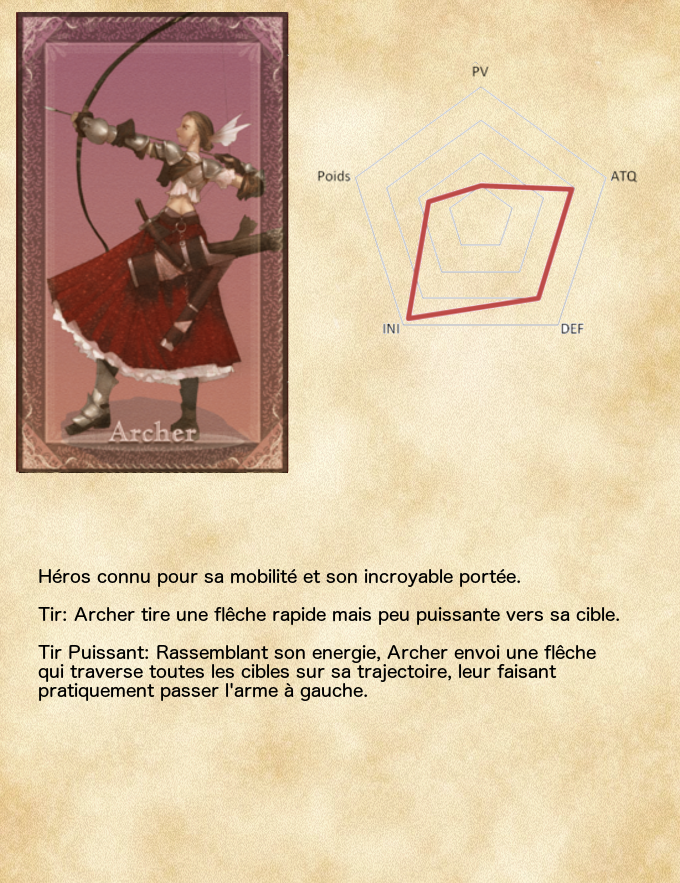 PV
Poids
ATQ
INI
DEF
Archer
Héros connu pour sa mobilité et son incroyable portée.
Tir: Archer tire une flêche rapide mais peu puissante vers sa cible.
Tir Puissant: Rassemblant son energie, Archer envoi une flêche
qui traverse toutes les cibles sur sa trajectoire, leur faisant
pratiquement passer l'arme à gauche.